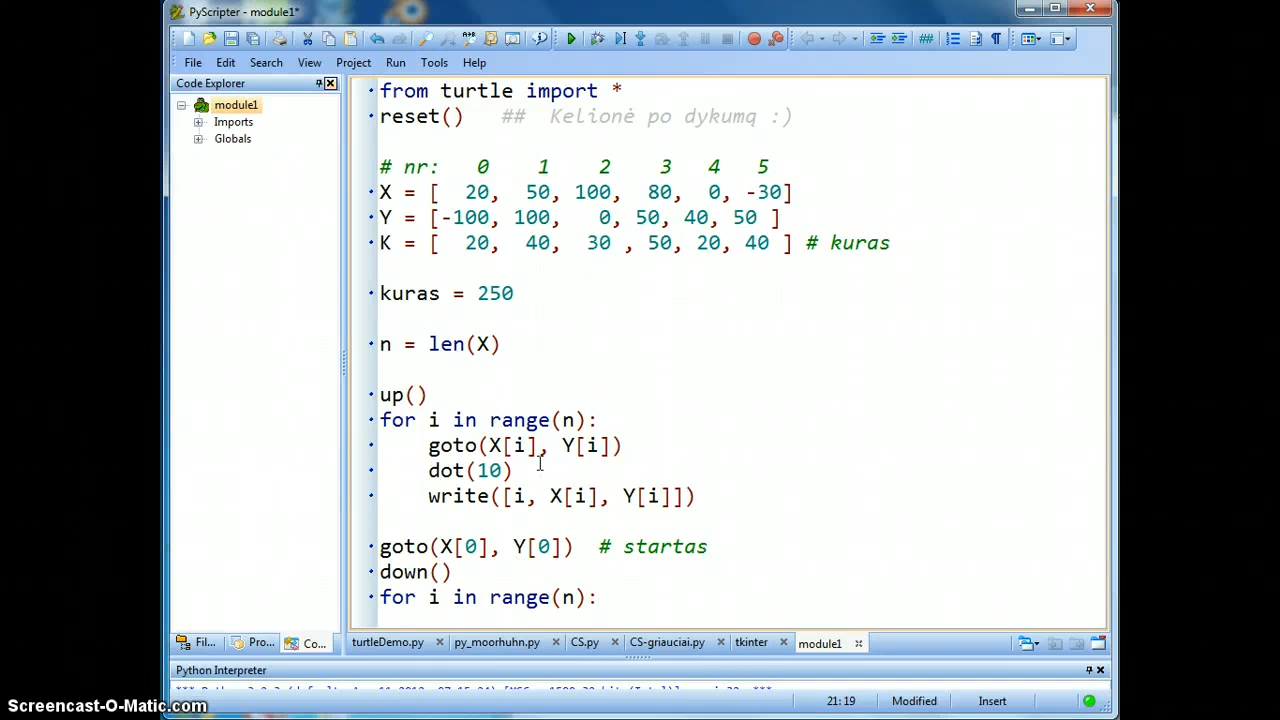 PyScripter - module1*
File Edit Search View Project Run Tools Help
Code Explorer
module1
Imports
Globals
from turtle import *
reset()   ##  Kelionė po dykumą :)
# nr:   0    1    2    3   4   5
X = [  20,  50, 100,  80,  0, -30]
Y = [-100, 100,   0, 50, 40, 50 ]
K = [  20,  40,  30 , 50, 20, 40 ] # kuras
kuras = 250
n = len(X)
up()
for i in range(n):
    goto(X[i], Y[i])
    dot(10)
    write([i, X[i], Y[i]])
goto(X[0], Y[0])  # startas
down()
for i in range(n):
Fil... Pro... Co... turtleDemo.py py_moorhuhn.py CS.py CS-griauciai.py tkinter module1
Python Interpreter
21:19 Modified Insert
Screencast-O-Matic.com